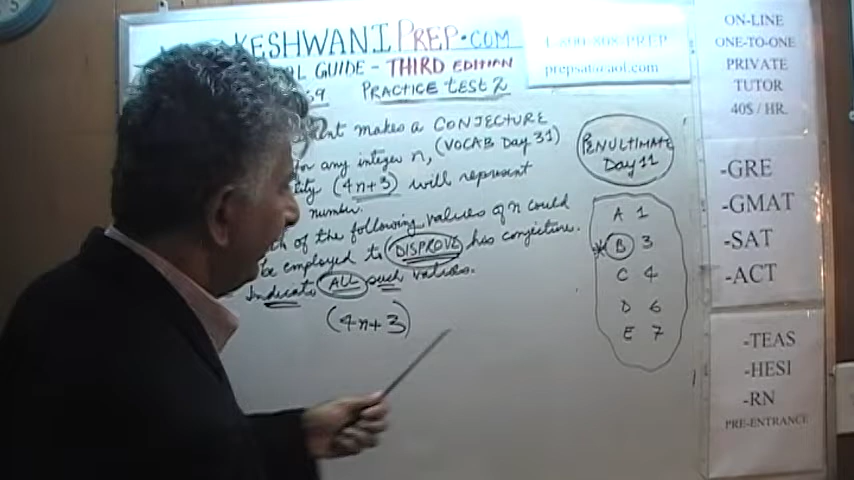 KESHWANI PREP.COM
GUIDE - THIRD EDITION
PRACTICE TEST 2
makes a CONJECTURE
for any integer n, (VOCAB Day 31)
(4n+3) will represent
number.
of the following values of n could
be employed to DISPROVE his conjecture.
Indicate ALL such values.
(4n+3)
PENULTIMATE
Day 11
A 1
* B 3
C 4
D 6
E 7
prepsat@aol.com
ON-LINE
ONE-TO-ONE
PRIVATE
TUTOR
40$ / HR.
-GRE
-GMAT
-SAT
-ACT
-TEAS
-HESI
-RN
PRE-ENTRANCE